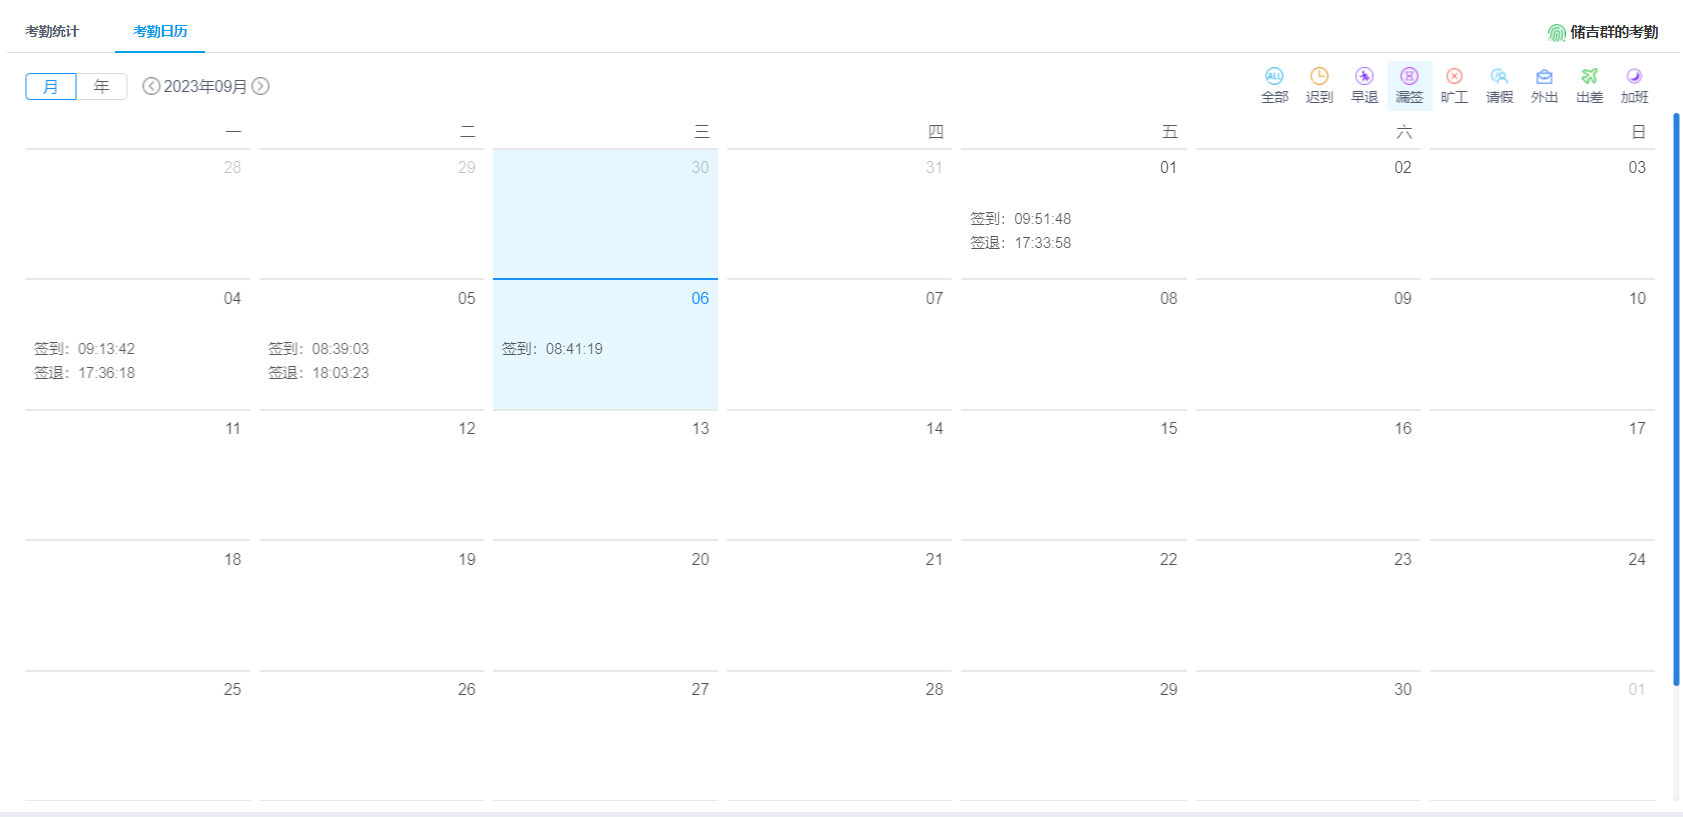 考勤统计 考勤日历 储吉群的考勤
月 年 2023年09月 ALL 全部 迟到 早退 漏签 旷工 请假 外出 出差 加班
一 二 三 四 五 六 日
28 29 30 31 01 02 03
签到：09:51:48
签退：17:33:58
04 05 06 07 08 09 10
签到：09:13:42 签到：08:39:03 签到：08:41:19
签退：17:36:18 签退：18:03:23
11 12 13 14 15 16 17
18 19 20 21 22 23 24
25 26 27 28 29 30 01